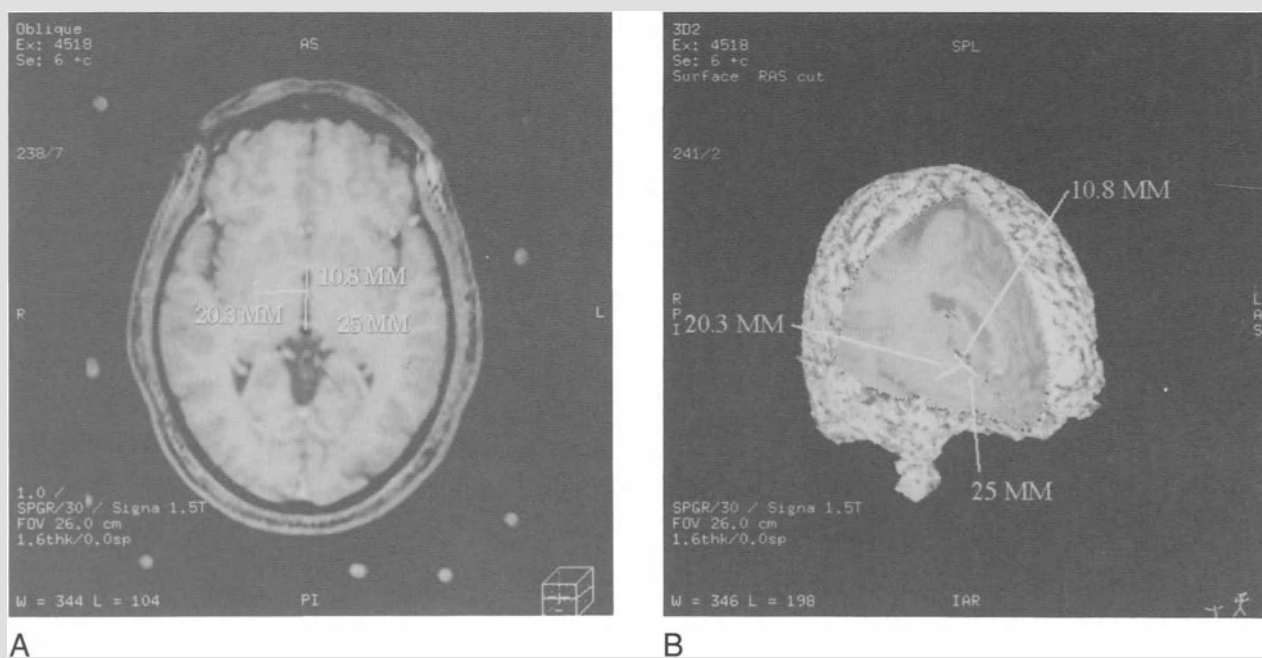 Oblique
Ex: 4518
Se: 6 +c
AS
238/7
R
L
10.8 MM
20.3 MM
25 MM
1.0 /
SPGR/30 / Signa 1.5T
FOV 26.0 cm
1.6thk/0.0sp
W = 344 L = 104
PI
A
3D2
Ex: 4518
Se: 6 +c
Surface RAS cut
SPL
241/2
10.8 MM
R
P
I
L
A
S
20.3 MM
25 MM
SPGR/30 / Signa 1.5T
FOV 26.0 cm
1.6thk/0.0sp
W = 346 L = 198
IAR
B